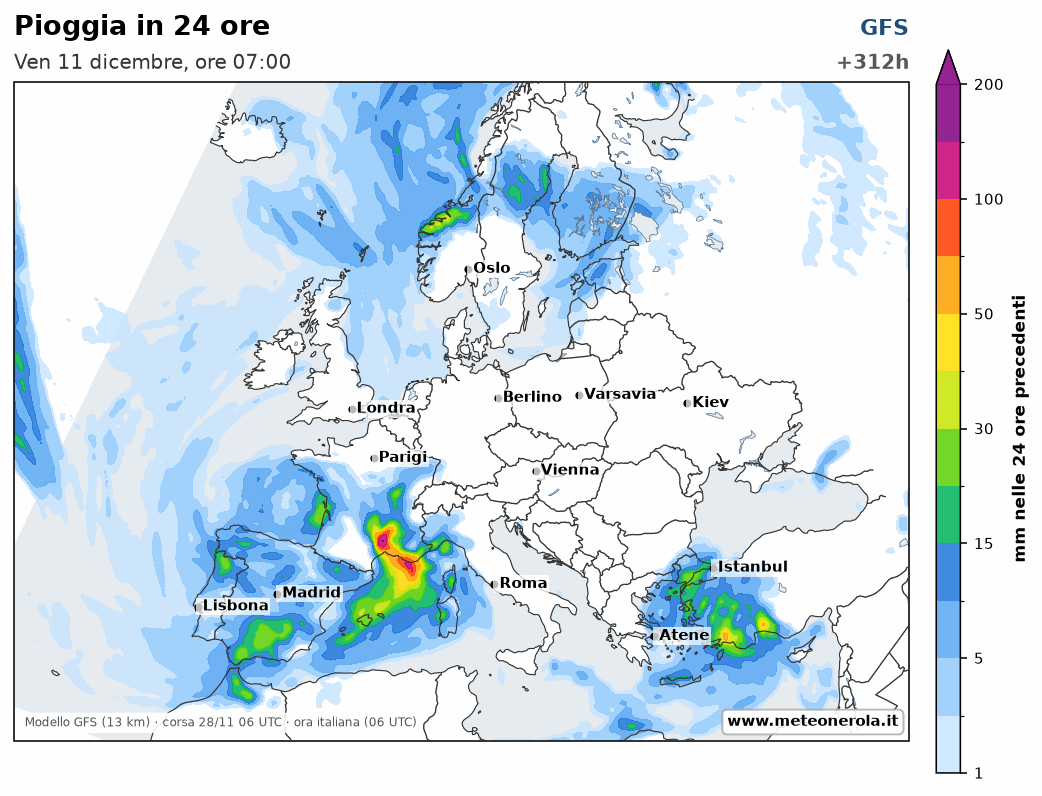 Pioggia in 24 ore
GFS
Ven 11 dicembre, ore 07:00
+312h
200
100
50
30
15
5
1
mm nelle 24 ore precedenti
Oslo
Londra
Berlino
Varsavia
Kiev
Parigi
Vienna
Istanbul
Roma
Madrid
Lisbona
Atene
Modello GFS (13 km) · corsa 28/11 06 UTC · ora italiana (06 UTC)
www.meteonerola.it